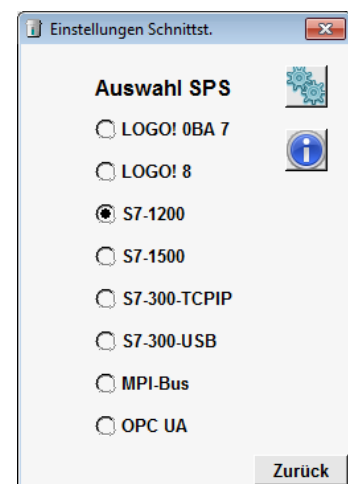 Einstellungen Schnittst.
Auswahl SPS
LOGO! 0BA 7
LOGO! 8
S7-1200
S7-1500
S7-300-TCPIP
S7-300-USB
MPI-Bus
OPC UA
Zurück